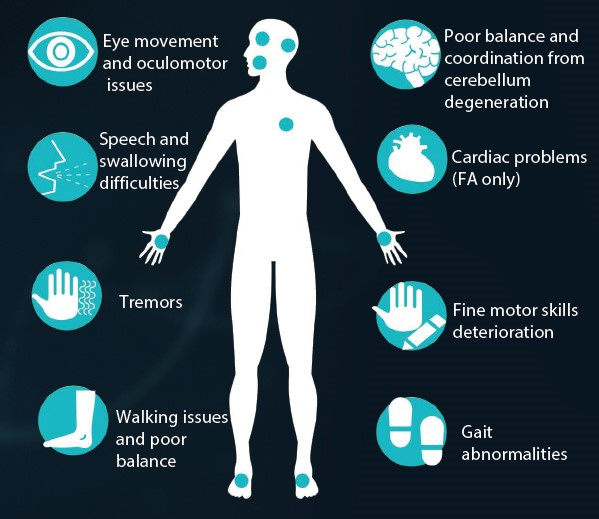 Eye movement
and oculomotor
issues
Speech and
swallowing
difficulties
Tremors
Walking issues
and poor
balance
Poor balance and
coordination from
cerebellum
degeneration
Cardiac problems
(FA only)
Fine motor skills
deterioration
Gait
abnormalities